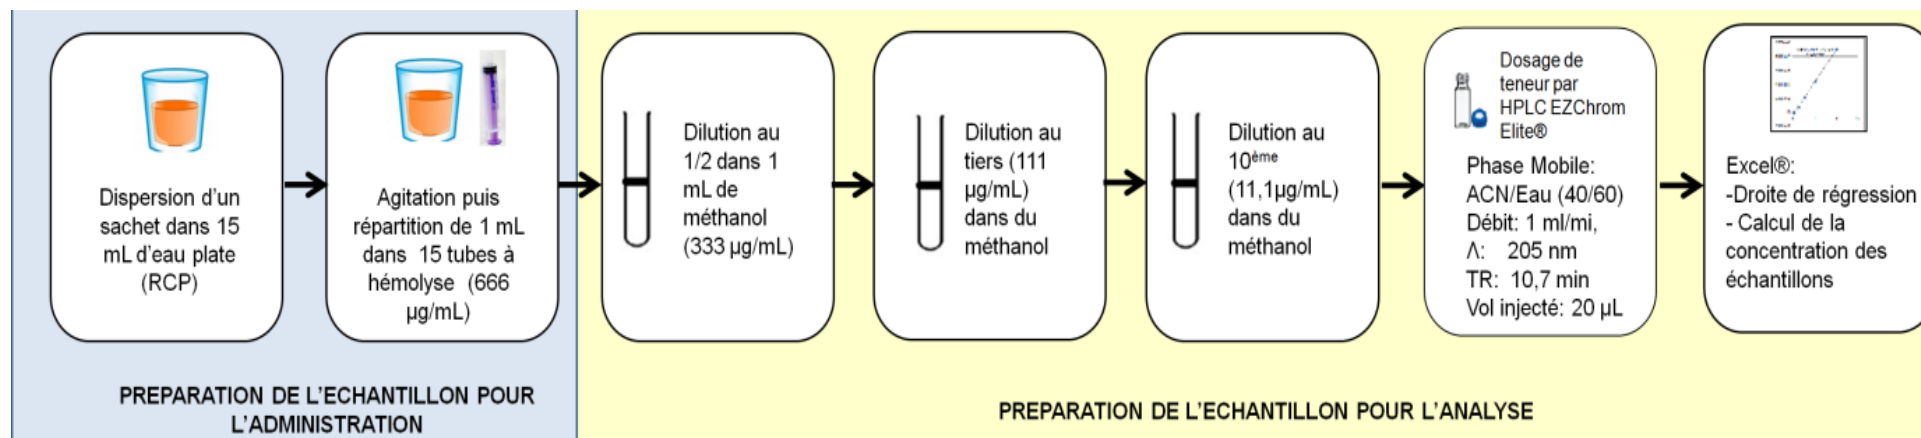 Dispersion d'un
sachet dans 15
mL d'eau plate
(RCP)
Agitation puis
répartition de 1 mL
dans 15 tubes à
hémolyse (666
µg/mL)
Dilution au
1/2 dans 1
mL de
méthanol
(333 µg/mL)
Dilution au
tiers (111
µg/mL)
dans du
méthanol
Dilution au
10ème
(11,1µg/mL)
dans du
méthanol
Dosage de
teneur par
HPLC EZChrom
Elite®
Phase Mobile:
ACN/Eau (40/60)
Débit: 1 ml/mi,
Λ: 205 nm
TR: 10,7 min
Vol injecté: 20 µL
Excel®:
-Droite de régression
- Calcul de la
concentration des
échantillons
PREPARATION DE L'ECHANTILLON POUR
L'ADMINISTRATION
PREPARATION DE L'ECHANTILLON POUR L'ANALYSE